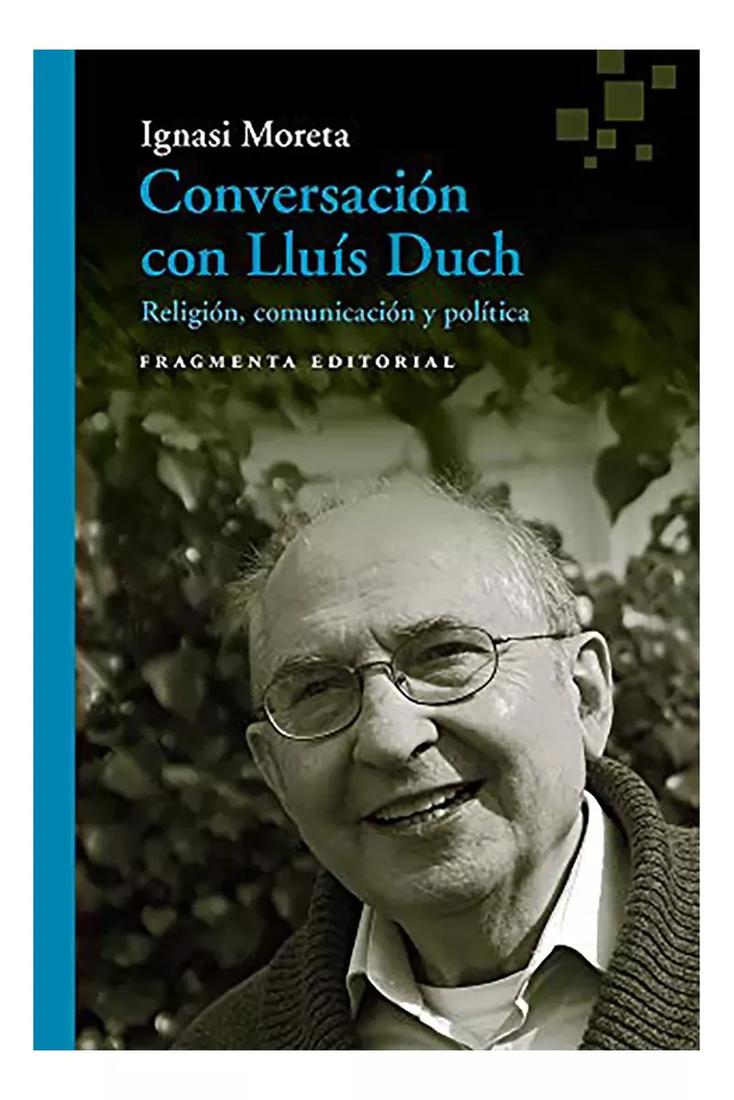 Ignasi Moreta
Conversación
con Lluís Duch
Religión, comunicación y política
FRAGMENTA EDITORIAL